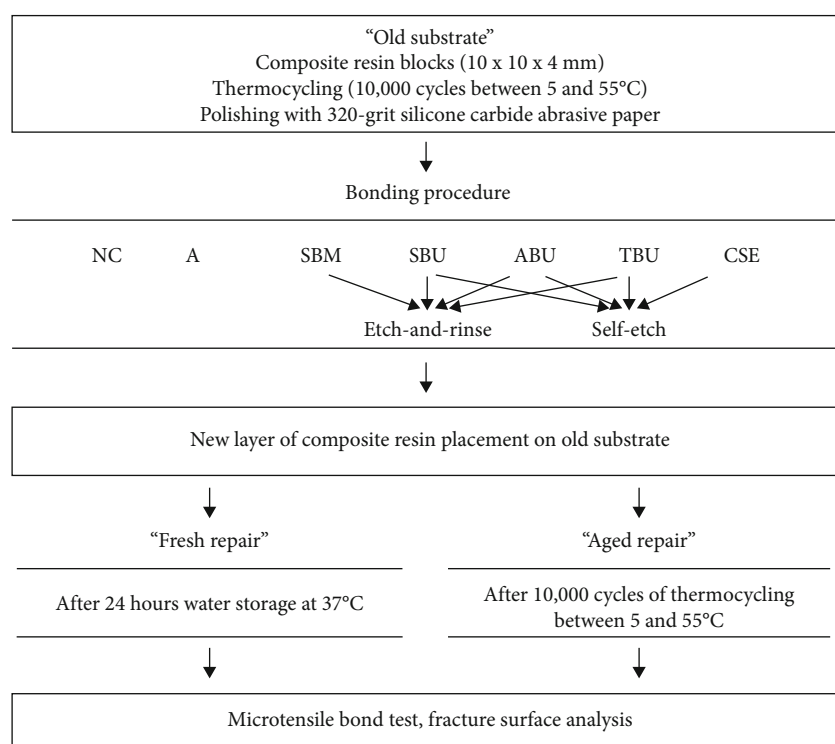 “Old substrate”
Composite resin blocks (10 x 10 x 4 mm)
Thermocycling (10,000 cycles between 5 and 55°C)
Polishing with 320-grit silicone carbide abrasive paper
Bonding procedure
NC A SBM SBU ABU TBU CSE
Etch-and-rinse Self-etch
New layer of composite resin placement on old substrate
“Fresh repair”
After 24 hours water storage at 37°C
“Aged repair”
After 10,000 cycles of thermocycling
between 5 and 55°C
Microtensile bond test, fracture surface analysis